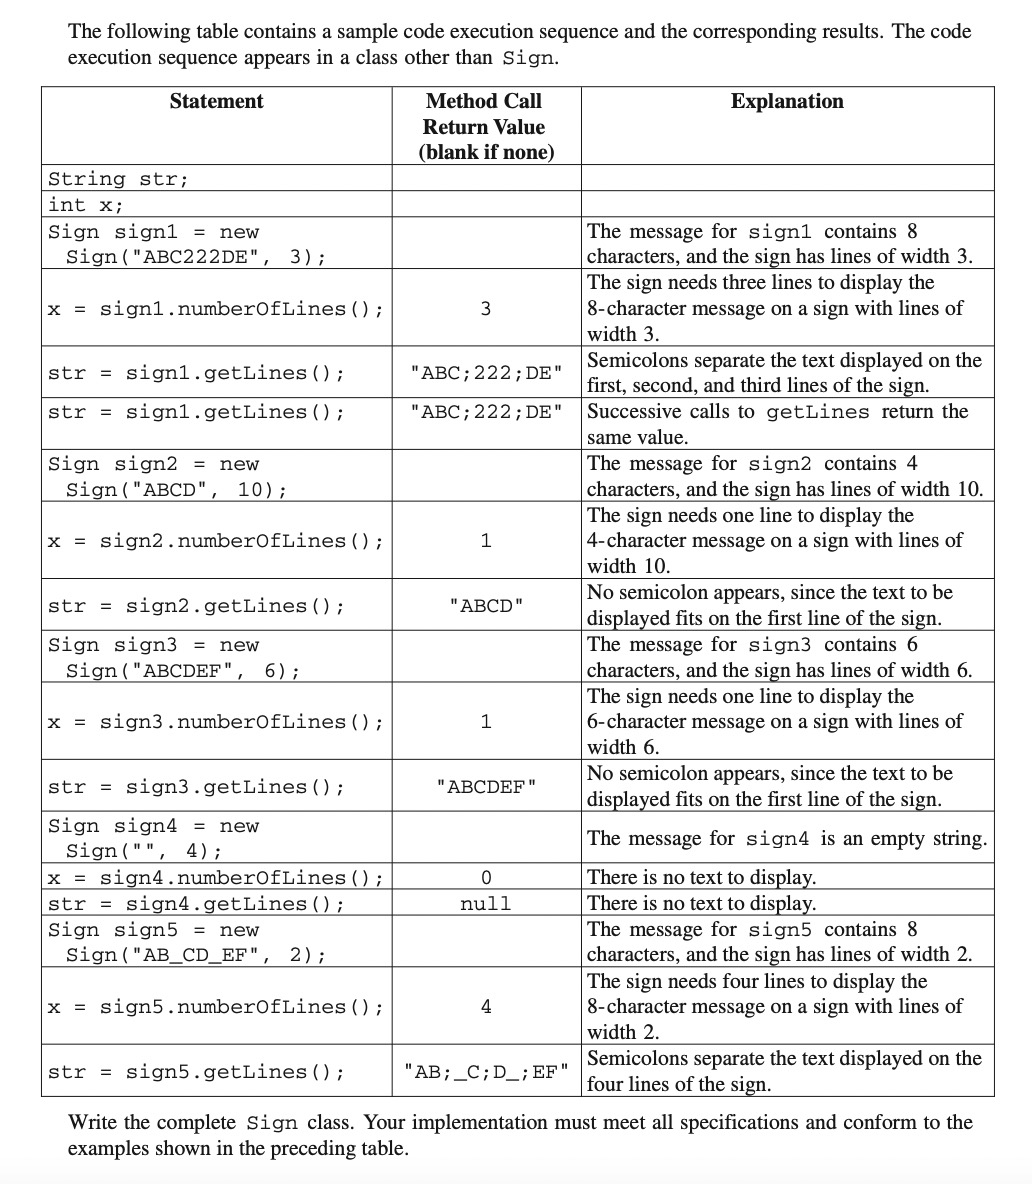 The following table contains a sample code execution sequence and the corresponding results. The code
execution sequence appears in a class other than Sign.
Statement
Method Call
Return Value
(blank if none)
Explanation
String str;
int x;
Sign sign1 = new
Sign("ABC222DE", 3);
The message for sign1 contains 8
characters, and the sign has lines of width 3.
x = sign1.numberOfLines();
3
The sign needs three lines to display the
8-character message on a sign with lines of
width 3.
str = sign1.getLines();
"ABC;222;DE"
Semicolons separate the text displayed on the
first, second, and third lines of the sign.
str = sign1.getLines();
"ABC;222;DE"
Successive calls to getLines return the
same value.
Sign sign2 = new
Sign("ABCD", 10);
The message for sign2 contains 4
characters, and the sign has lines of width 10.
x = sign2.numberOfLines();
1
The sign needs one line to display the
4-character message on a sign with lines of
width 10.
str = sign2.getLines();
"ABCD"
No semicolon appears, since the text to be
displayed fits on the first line of the sign.
Sign sign3 = new
Sign("ABCDEF", 6);
The message for sign3 contains 6
characters, and the sign has lines of width 6.
x = sign3.numberOfLines();
1
The sign needs one line to display the
6-character message on a sign with lines of
width 6.
str = sign3.getLines();
"ABCDEF"
No semicolon appears, since the text to be
displayed fits on the first line of the sign.
Sign sign4 = new
Sign("", 4);
The message for sign4 is an empty string.
x = sign4.numberOfLines();
0
There is no text to display.
str = sign4.getLines();
null
There is no text to display.
Sign sign5 = new
Sign("AB_CD_EF", 2);
The message for sign5 contains 8
characters, and the sign has lines of width 2.
x = sign5.numberOfLines();
4
The sign needs four lines to display the
8-character message on a sign with lines of
width 2.
str = sign5.getLines();
"AB;_C;D_;EF"
Semicolons separate the text displayed on the
four lines of the sign.
Write the complete Sign class. Your implementation must meet all specifications and conform to the
examples shown in the preceding table.